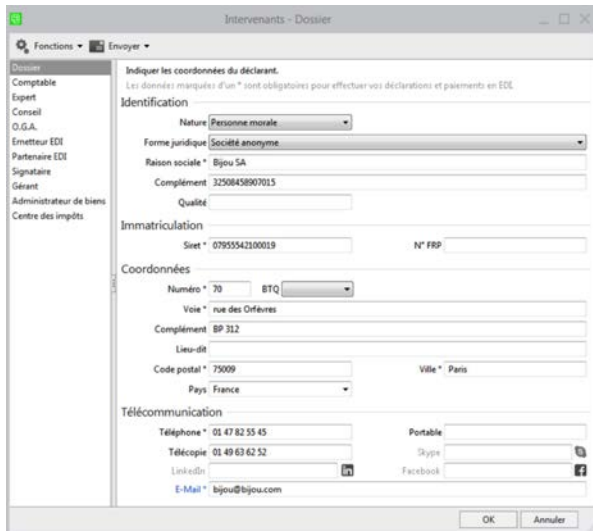 Intervenants - Dossier
Fonctions Envoyer
Dossier
Comptable
Expert
Conseil
O.G.A.
Emetteur EDI
Partenaire EDI
Signataire
Gérant
Administrateur de biens
Centre des impôts
Indiquer les coordonnées du déclarant.
Les données marquées d'un * sont obligatoires pour effectuer vos déclarations et paiements en EDI.
Identification
Nature Personne morale
Forme juridique Société anonyme
Raison sociale * Bijou SA
Complément 32508458907015
Qualité
Immatriculation
Siret * 07955542100019 N° FRP
Coordonnées
Numéro * 70 BTQ
Voie * rue des Orfèvres
Complément BP 312
Lieu-dit
Code postal * 75009 Ville * Paris
Pays France
Télécommunication
Téléphone * 01 47 82 55 45 Portable
Télécopie 01 49 63 62 52 Skype
LinkedIn in Facebook f
E-Mail * bijou@bijou.com
OK Annuler